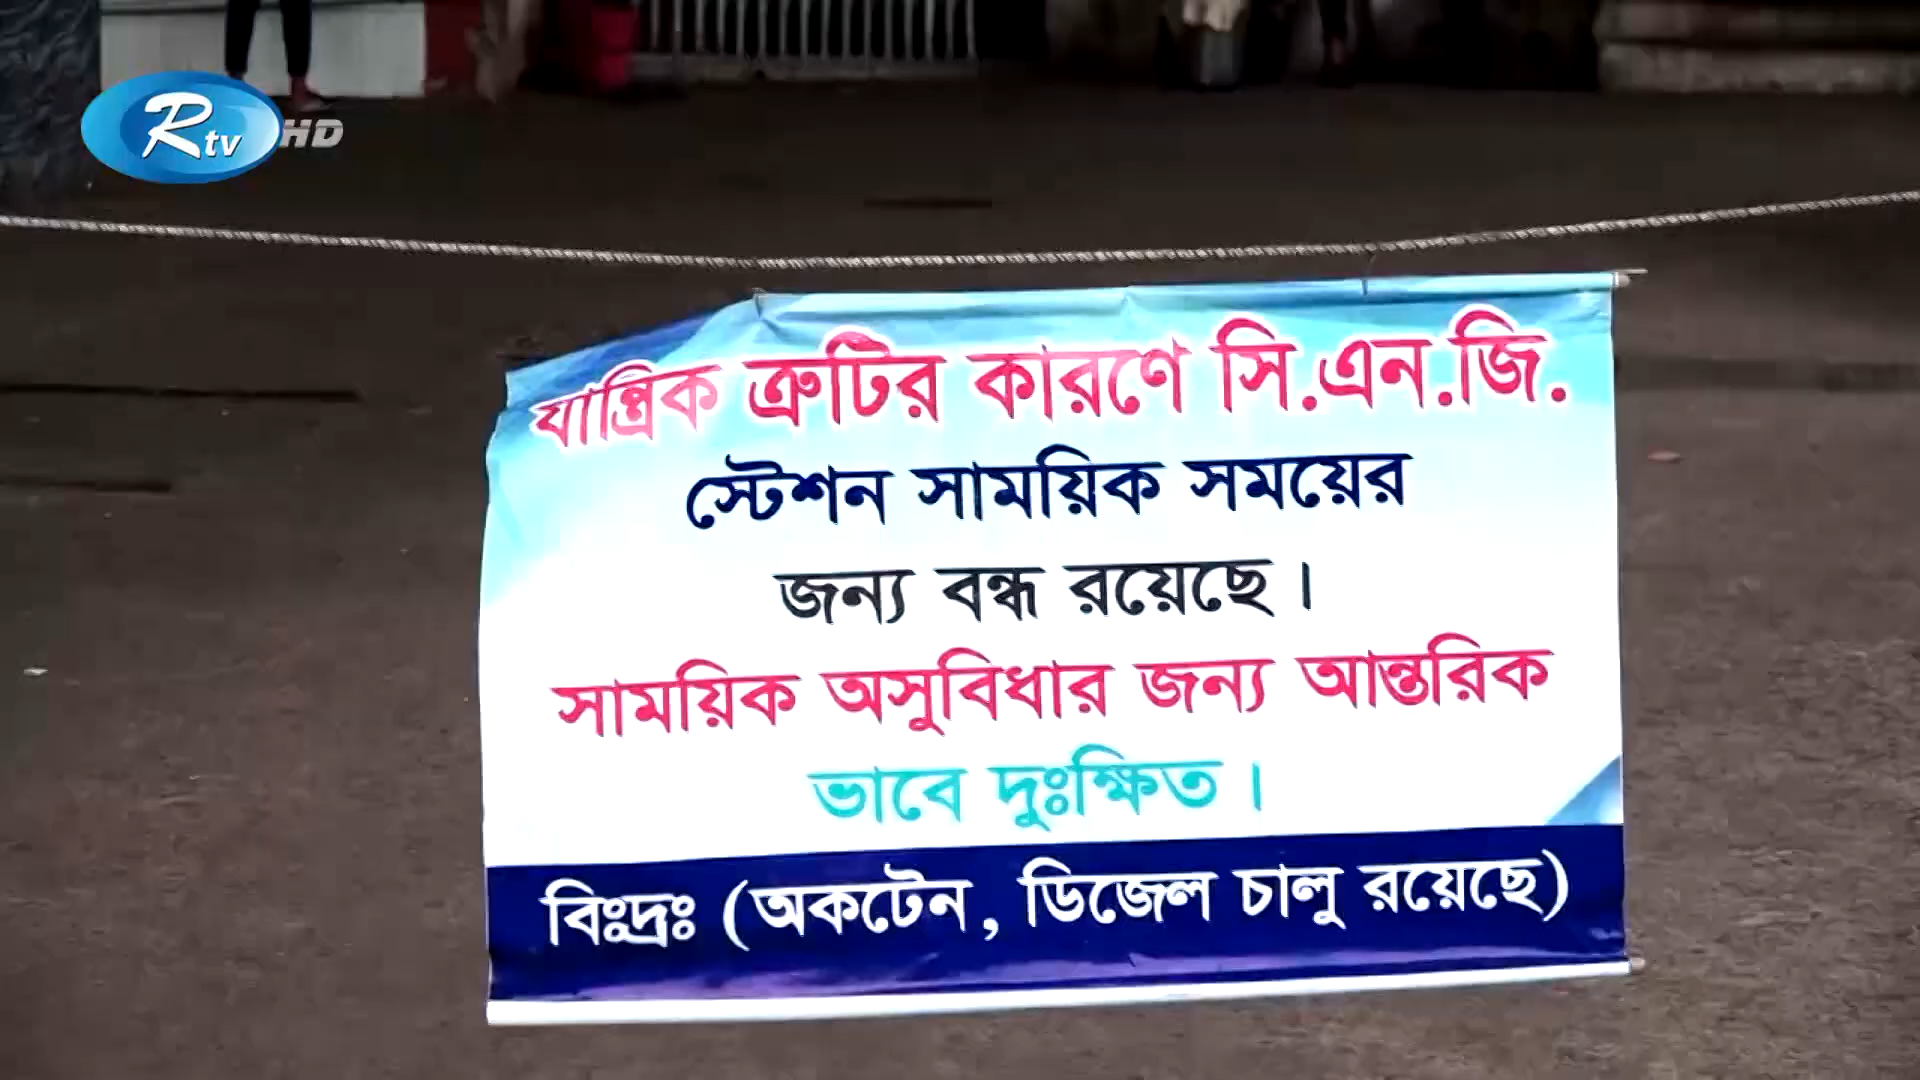 Rtv HD
যান্ত্রিক ত্রুটির কারণে সি.এন.জি.
স্টেশন সাময়িক সময়ের
জন্য বন্ধ রয়েছে।
সাময়িক অসুবিধার জন্য আন্তরিক
ভাবে দুঃক্ষিত।
বিঃদ্রঃ (অকটেন, ডিজেল চালু রয়েছে)